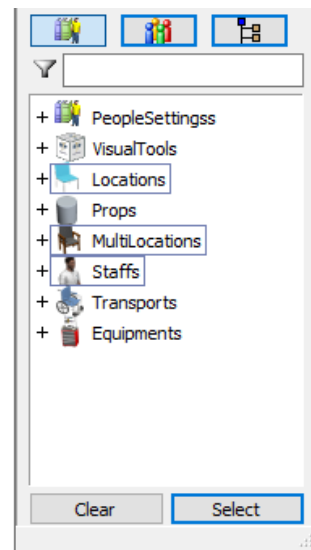 PeopleSettingss
VisualTools
Locations
Props
MultiLocations
Staffs
Transports
Equipments
Clear Select